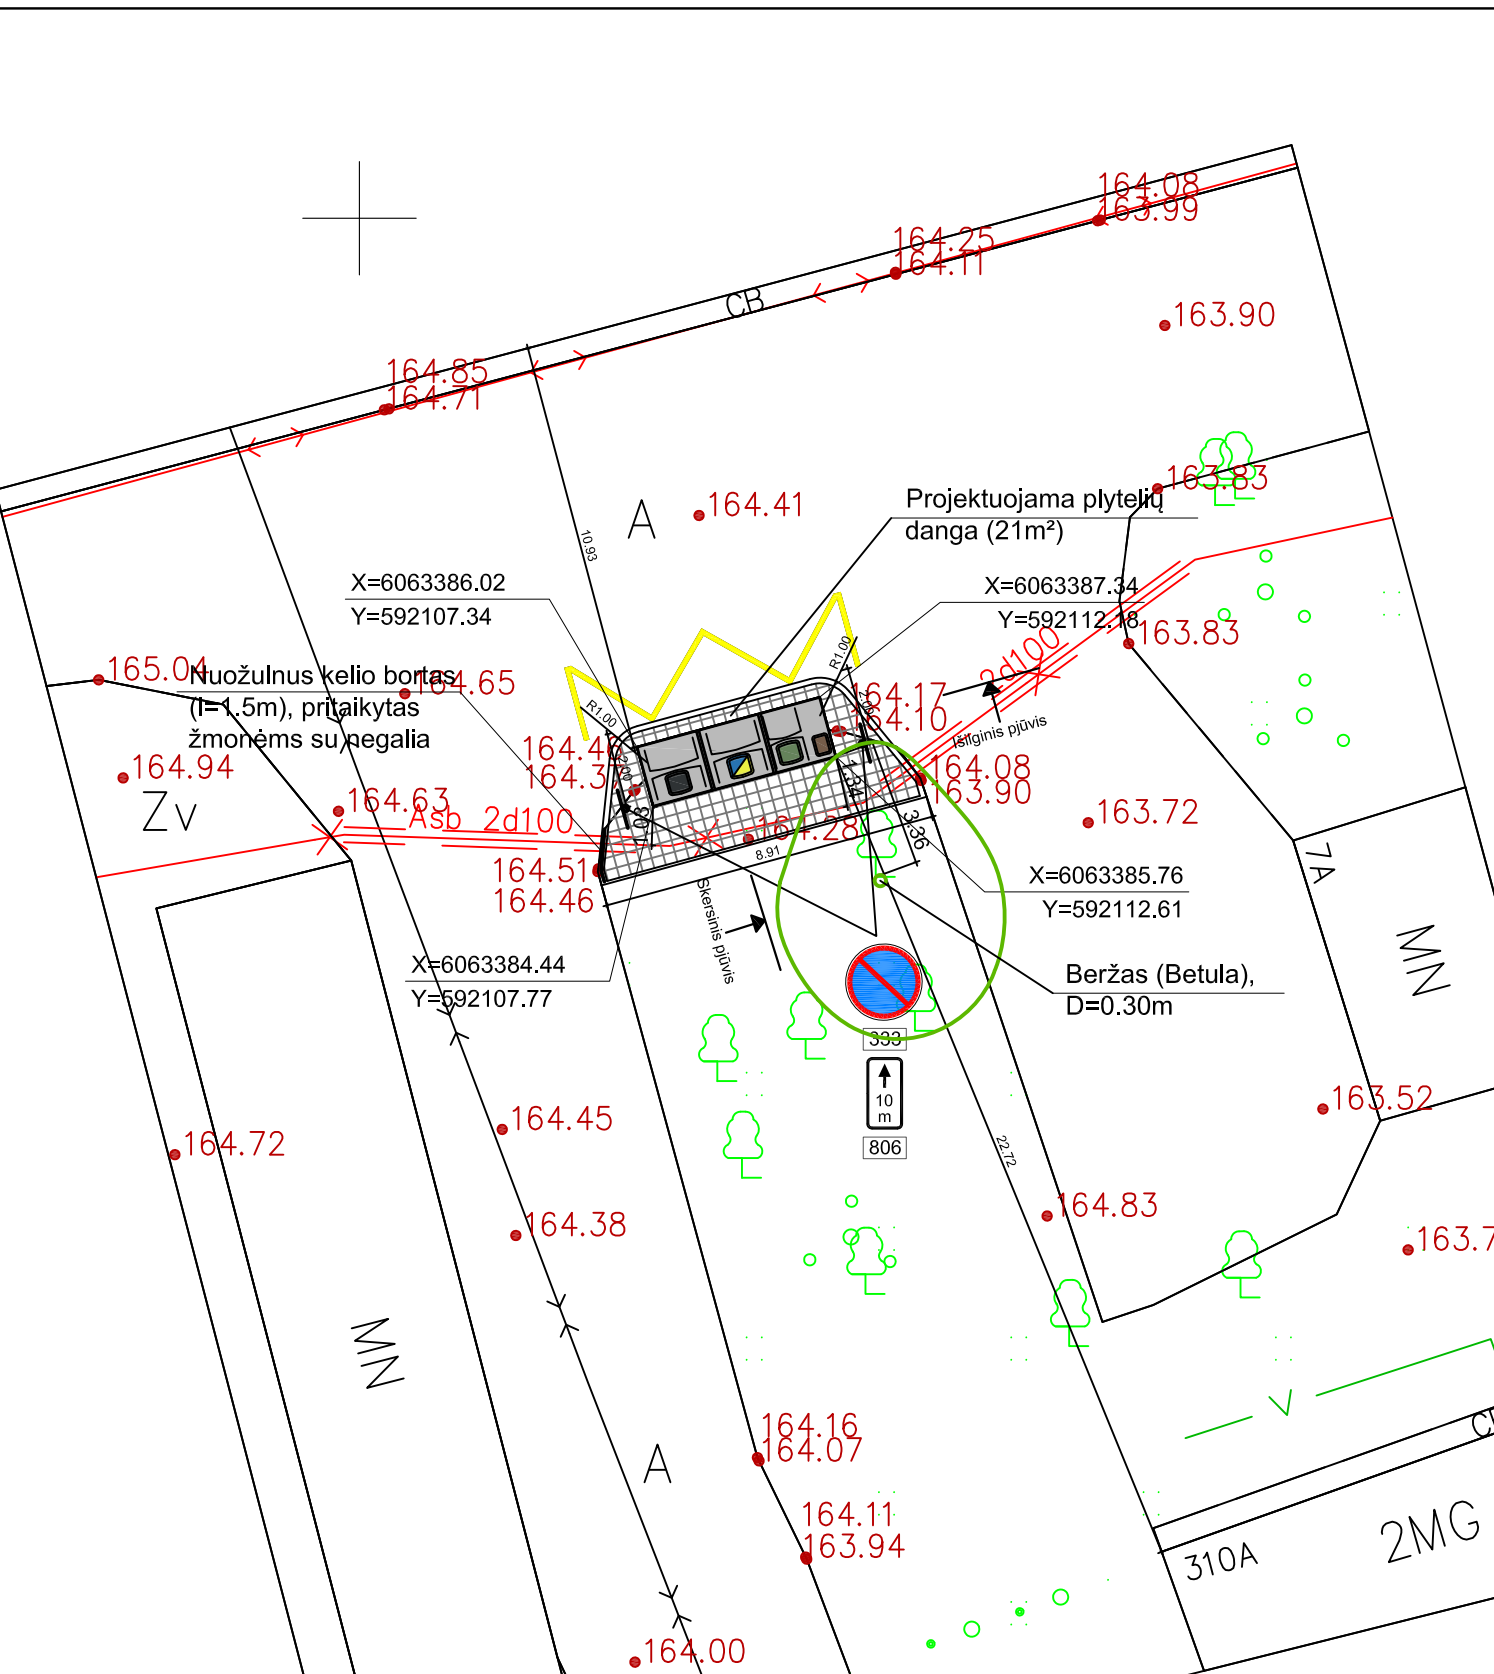 164.08
163.99
164.25
164.11
CB
163.90
164.85
164.71
163.83
Projektuojama plytelių
danga (21m²)
A
164.41
10.93
X=6063386.02
Y=592107.34
X=6063387.34
Y=592112.18
163.83
2d100
R1.00
165.04
Nuožulnus kelio bortas
(l=1.5m), pritaikytas
žmonėms su negalia
164.65
R1.00
164.17
164.10
2.00
Išilginis pjūvis
2.00
164.94
164.08
163.90
1.34
Zv
164.63
Asb 2d100
164.28
3.36
163.72
8.91
7A
164.51
164.46
X=6063385.76
Y=592112.61
Skersinis pjūvis
X=6063384.44
Y=592107.77
Beržas (Betula),
D=0.30m
MN
333
10
m
806
163.52
164.45
164.72
22.72
164.83
164.38
163.7
MN
164.16
164.07
A
164.11
163.94
2MG
310A
164.00